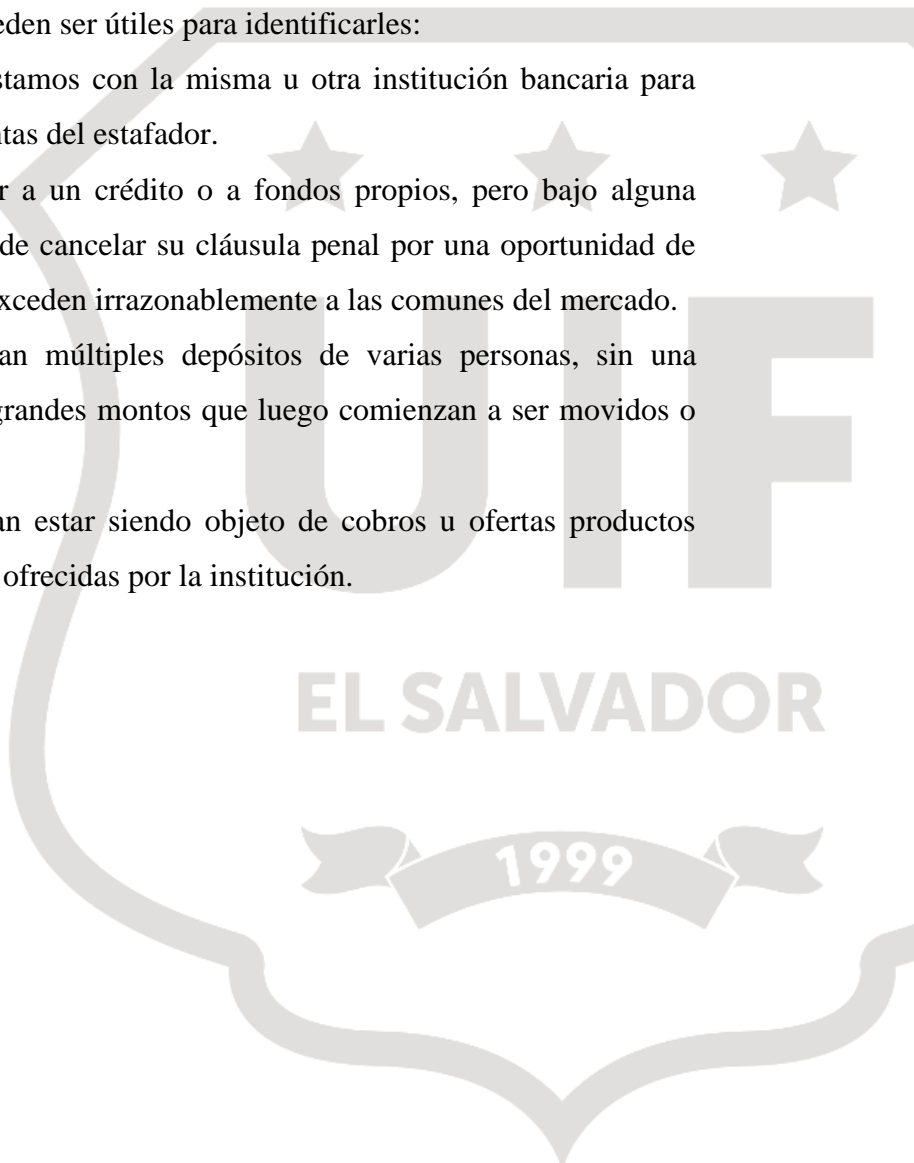 eden ser útiles para identificarles:
stamos con la misma u otra institución bancaria para
ntas del estafador.
r a un crédito o a fondos propios, pero bajo alguna
de cancelar su cláusula penal por una oportunidad de
xceden irrazonablemente a las comunes del mercado.
an múltiples depósitos de varias personas, sin una
grandes montos que luego comienzan a ser movidos o
an estar siendo objeto de cobros u ofertas productos
ofrecidas por la institución.
UIF
EL SALVADOR
1999